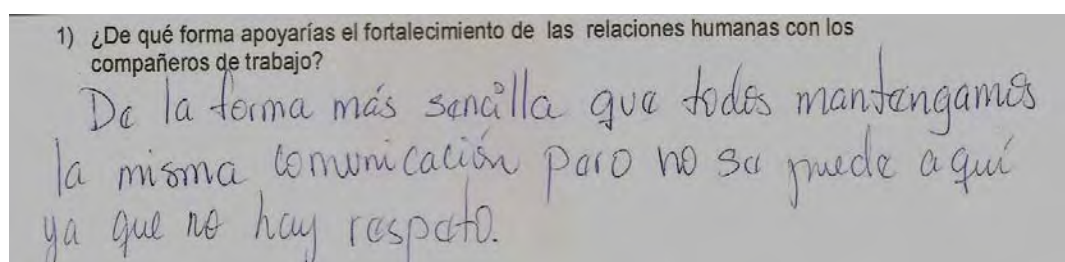 1) ¿De qué forma apoyarías el fortalecimiento de las relaciones humanas con los
compañeros de trabajo?
De la forma más sencilla que todos mantengamos
la misma comunicación pero no se puede aquí
ya que no hay respeto.